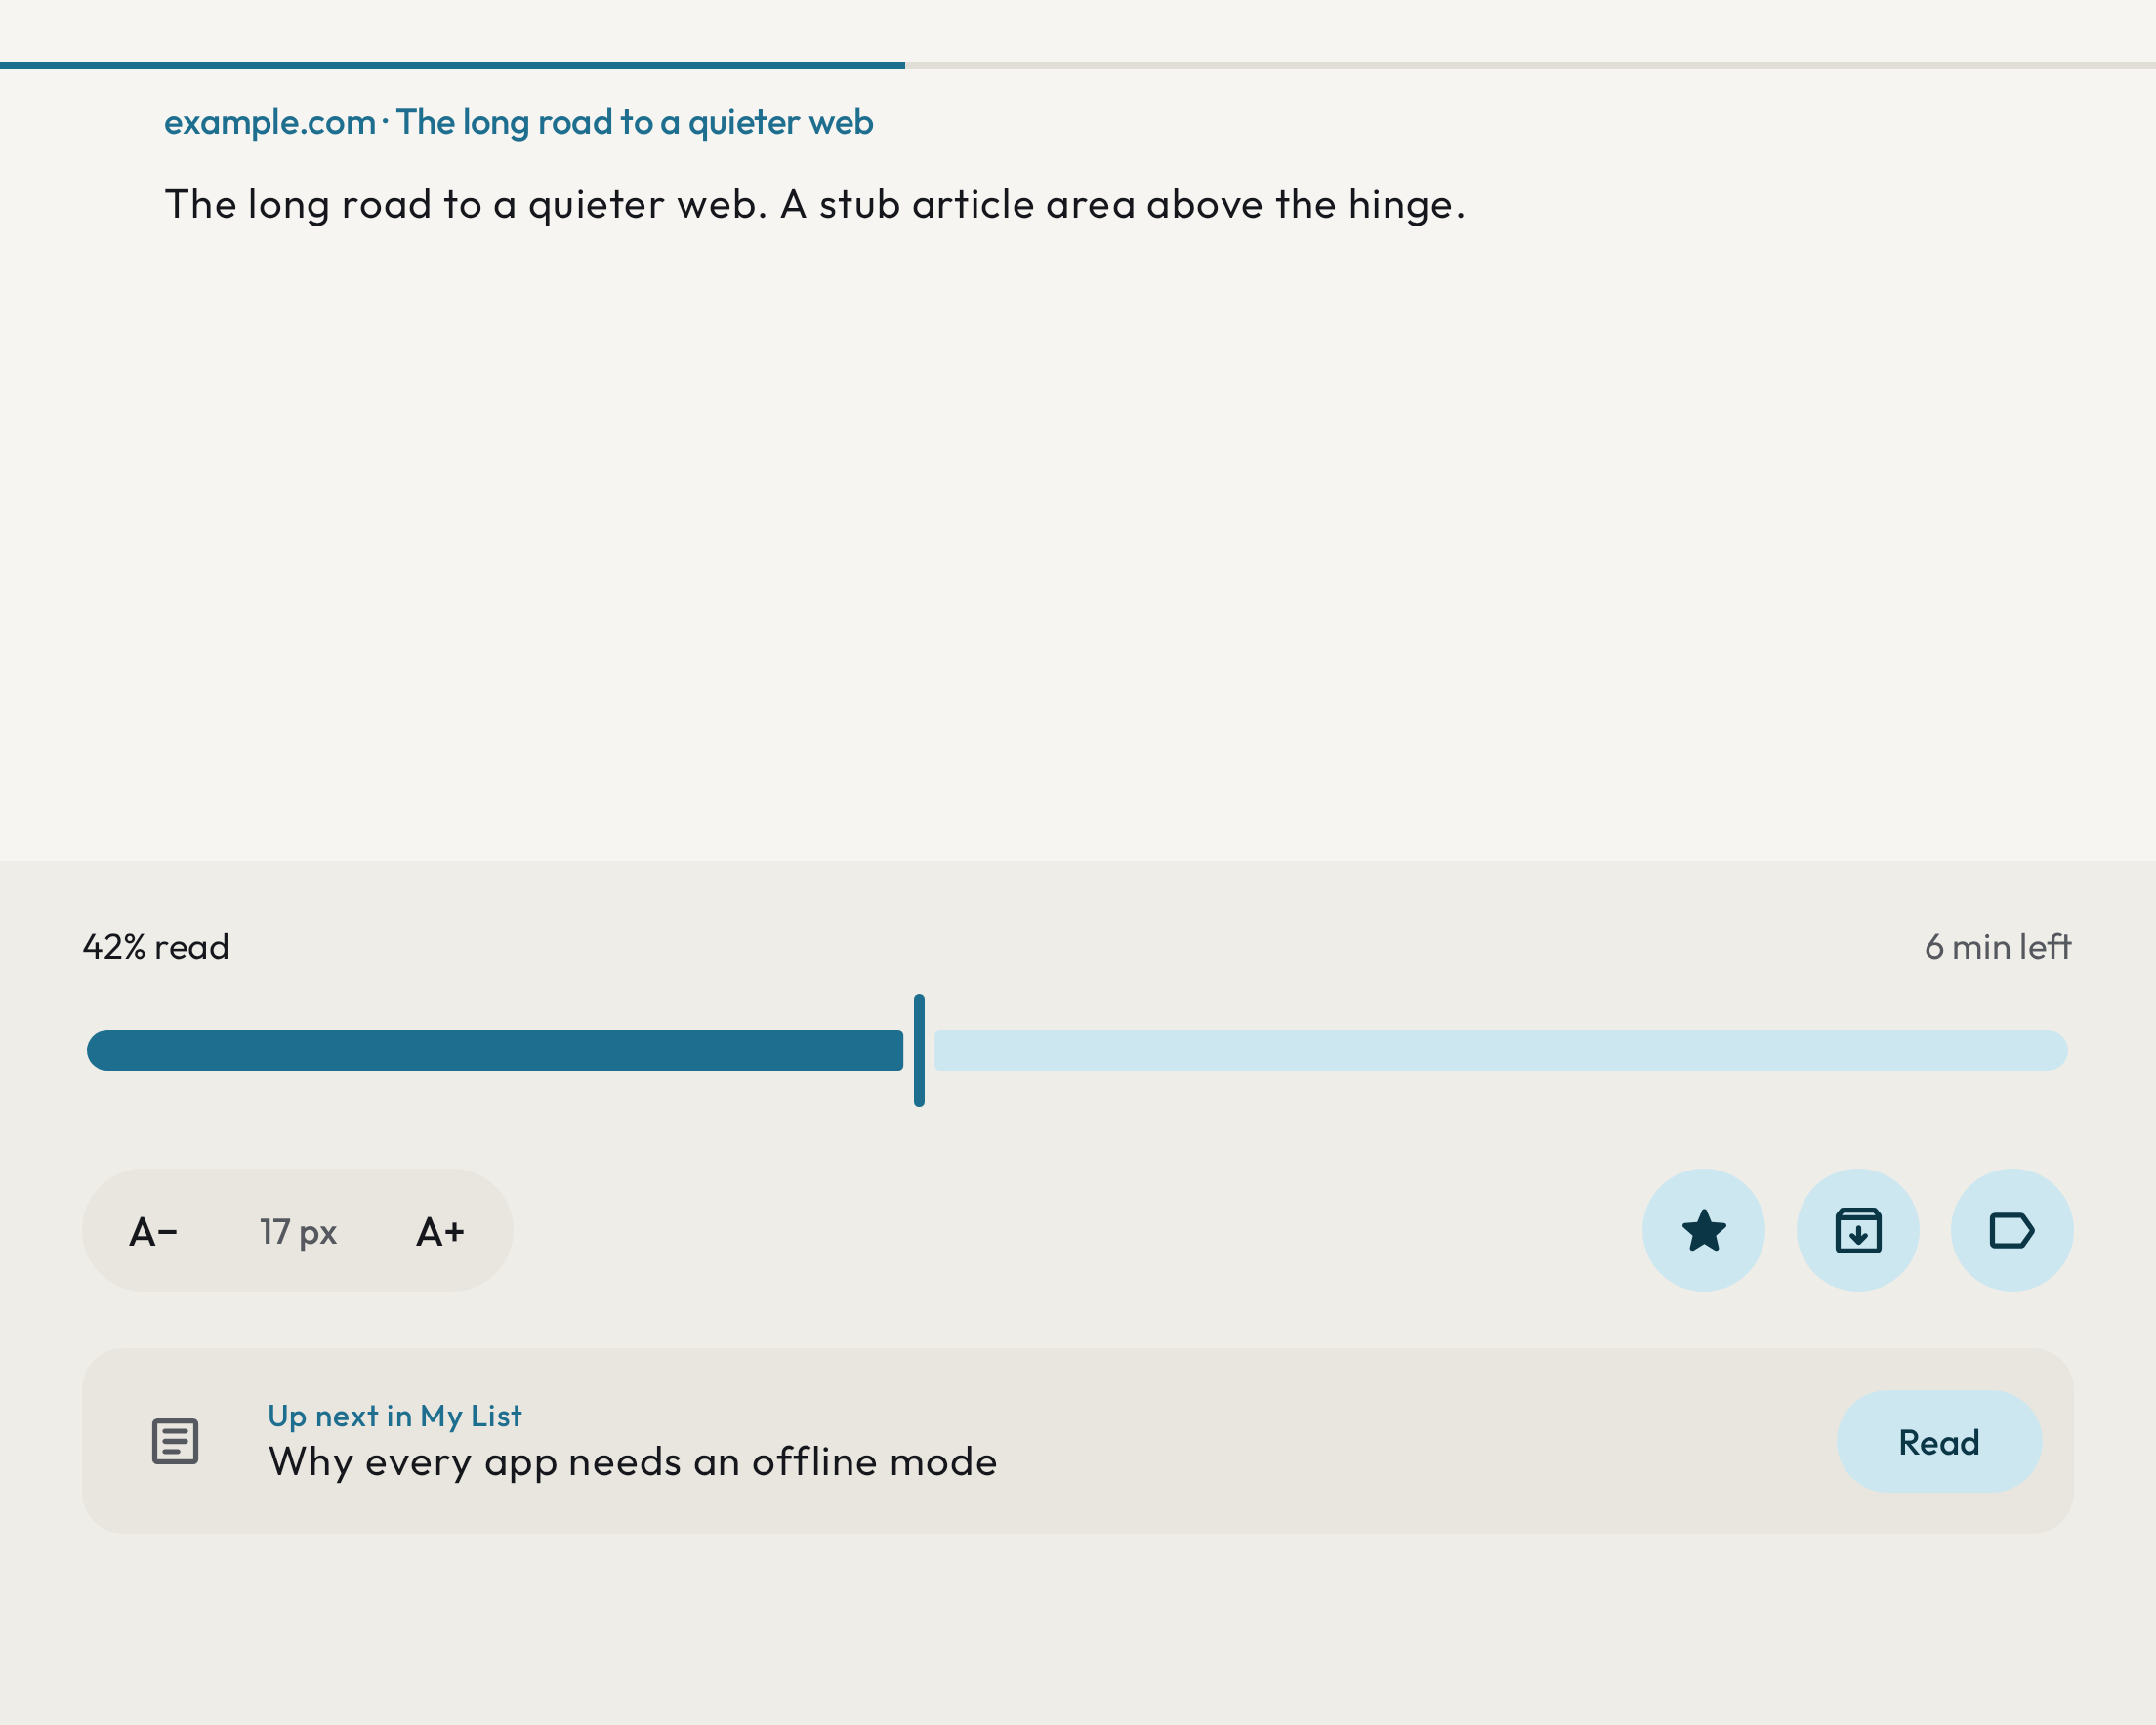 example.com · The long road to a quieter web
The long road to a quieter web. A stub article area above the hinge.
42% read
6 min left
A−
17 px
A+
Up next in My List
Why every app needs an offline mode
Read